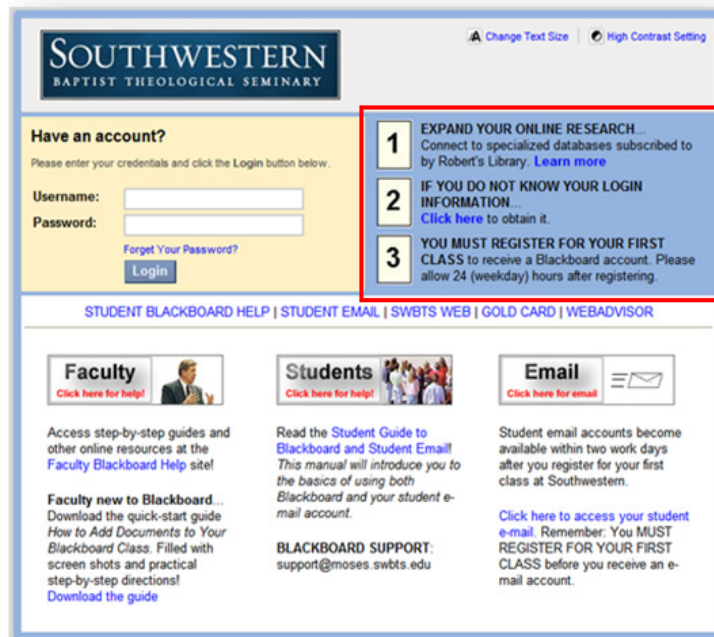 SOUTHWESTERN
BAPTIST THEOLOGICAL SEMINARY
Change Text Size
High Contrast Setting
Have an account?
Please enter your credentials and click the Login button below.
Username:
Password:
Forget Your Password?
Login
1
EXPAND YOUR ONLINE RESEARCH...
Connect to specialized databases subscribed to
by Robert's Library. Learn more
2
IF YOU DO NOT KNOW YOUR LOGIN
INFORMATION...
Click here to obtain it.
3
YOU MUST REGISTER FOR YOUR FIRST
CLASS to receive a Blackboard account. Please
allow 24 (weekday) hours after registering.
STUDENT BLACKBOARD HELP | STUDENT EMAIL | SWBTS WEB | GOLD CARD | WEBADVISOR
Faculty
Click here for help!
Access step-by-step guides and
other online resources at the
Faculty Blackboard Help site!
Faculty new to Blackboard...
Download the quick-start guide
How to Add Documents to Your
Blackboard Class. Filled with
screen shots and practical
step-by-step directions!
Download the guide
Students
Click here for help!
Read the Student Guide to
Blackboard and Student Email!
This manual will introduce you to
the basics of using both
Blackboard and your student e-
mail account.
BLACKBOARD SUPPORT:
support@moses.swbts.edu
Email
Click here for email
Student email accounts become
available within two work days
after you register for your first
class at Southwestern.
Click here to access your student
e-mail. Remember: You MUST
REGISTER FOR YOUR FIRST
CLASS before you receive an e-
mail account.